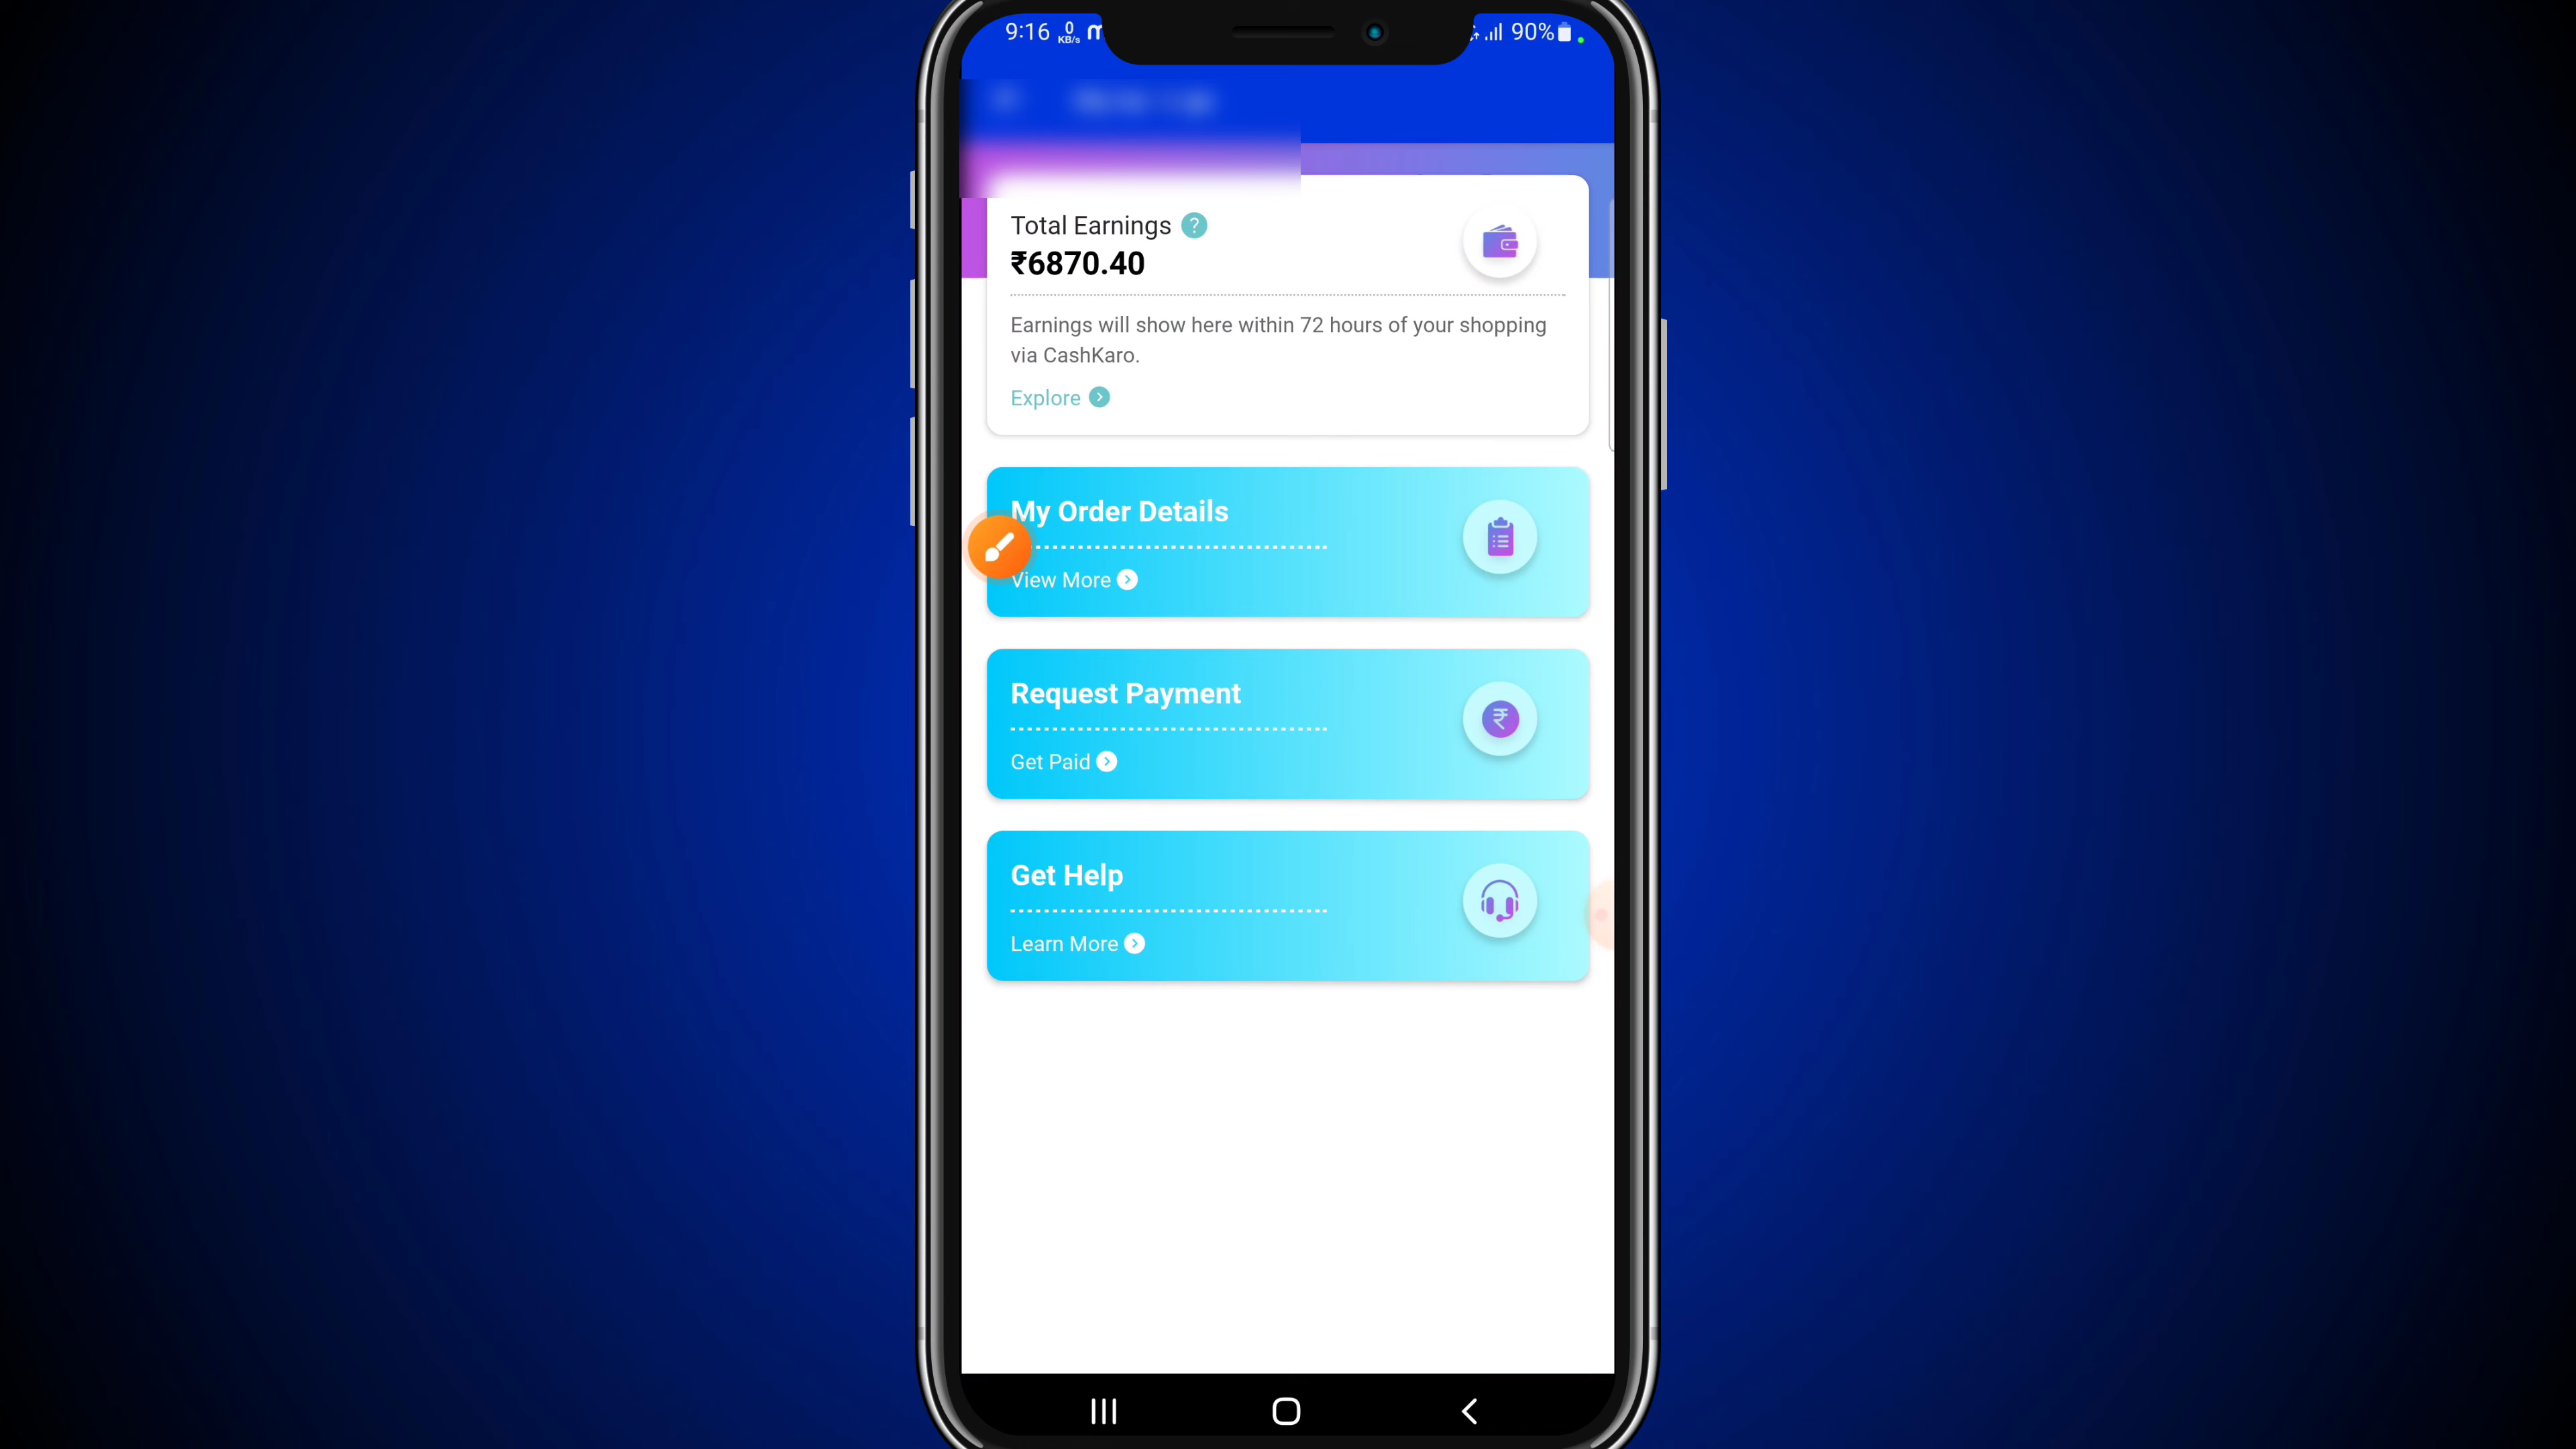 9:16 0 KB/s 90%
Total Earnings ?
₹6870.40
Earnings will show here within 72 hours of your shopping
via CashKaro.
Explore
My Order Details
View More
Request Payment
₹
Get Paid
Get Help
Learn More